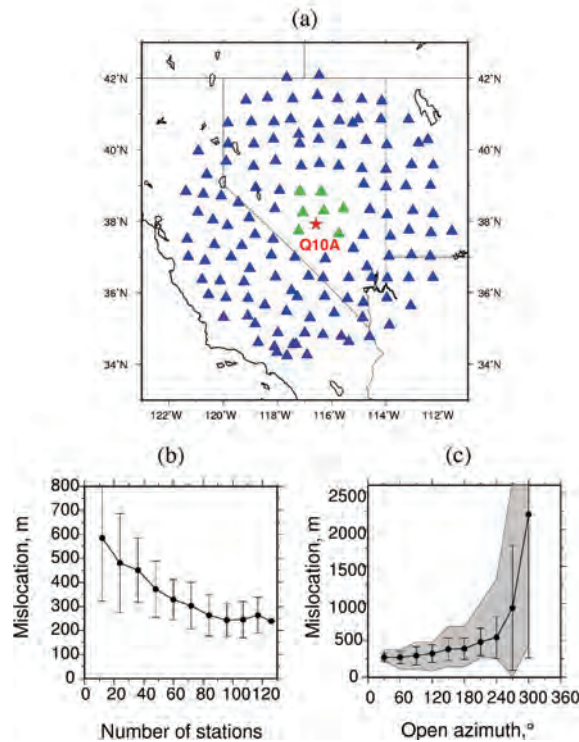 (a)
42˚N 42˚N
40˚N 40˚N
38˚N 38˚N
Q10A
36˚N 36˚N
34˚N 34˚N
122˚W 120˚W 118˚W 116˚W 114˚W 112˚W
(b)
800
700
600
500
400
300
200
100
0
Mislocation, m
0 20 40 60 80 100 120
Number of stations
(c)
2500
2000
1500
1000
500
0
Mislocation, m
0 60 120 180 240 300 360
Open azimuth,°